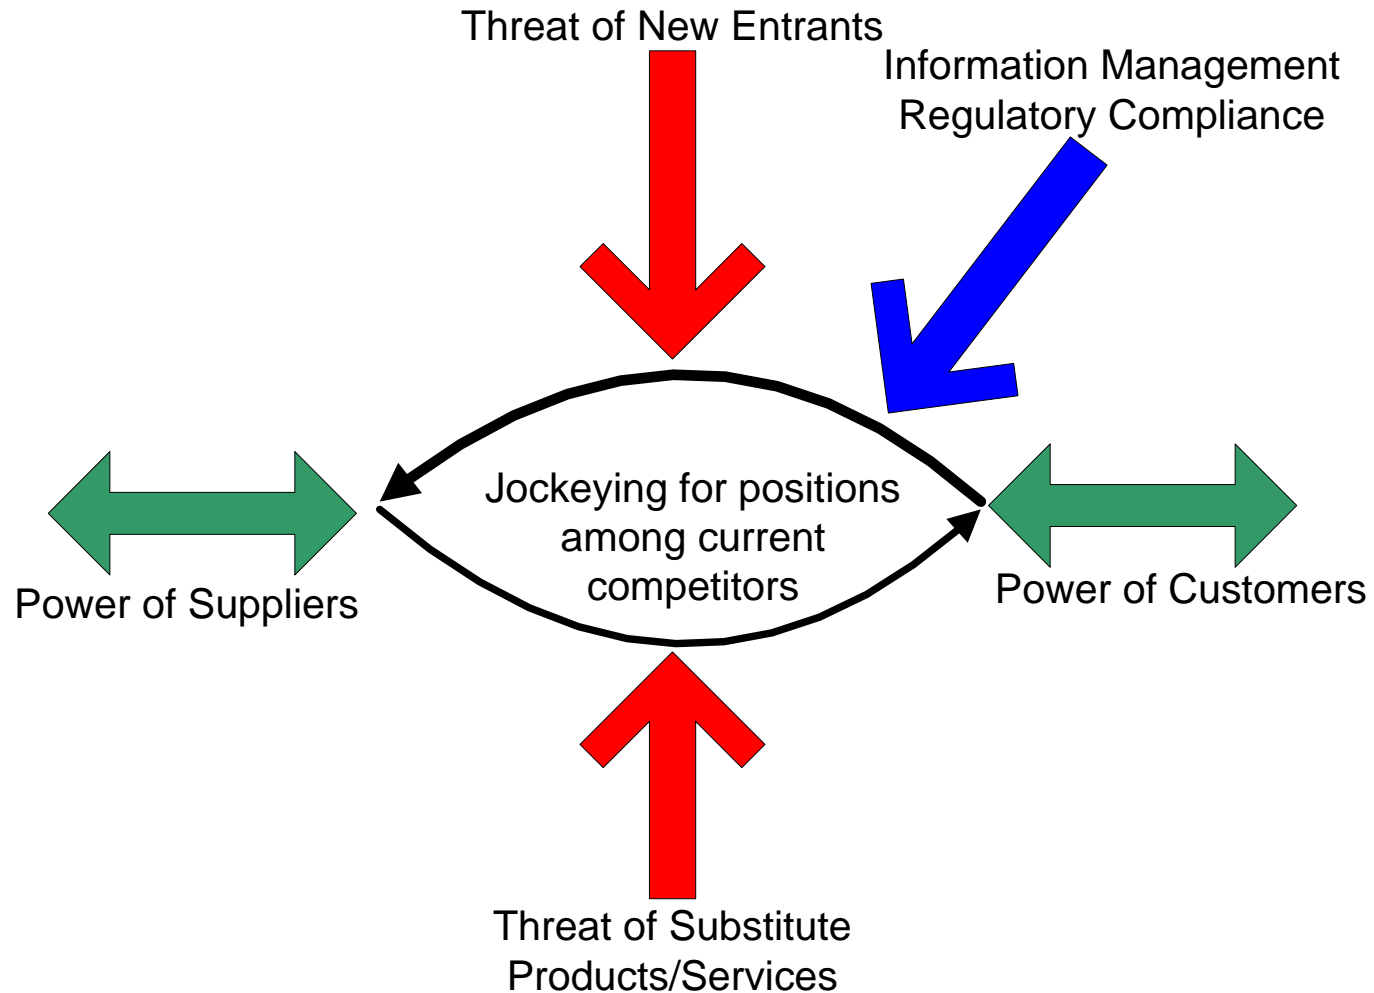 Threat of New Entrants
Information Management
Regulatory Compliance
Jockeying for positions
among current
competitors
Power of Suppliers
Power of Customers
Threat of Substitute
Products/Services